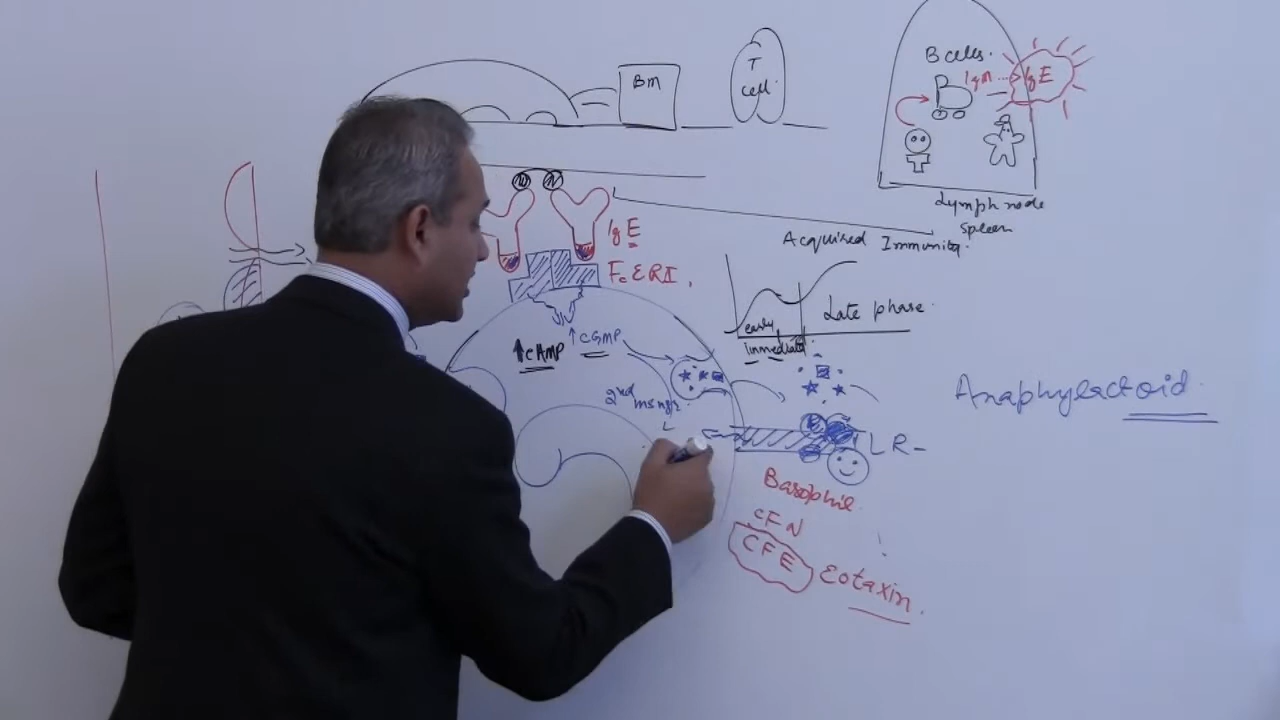 BM
T
cell.
B cells.
IgM...>IgE
B
Lymph node
Spleen
Acquired Immunity.
IgE
FcεRI.
early
Late phase.
immediate
↑cAMP
↑cGMP
2nd
msngr.
Anaphylactoid
LR-
Basophil
CFN
CFE
Eotaxin.